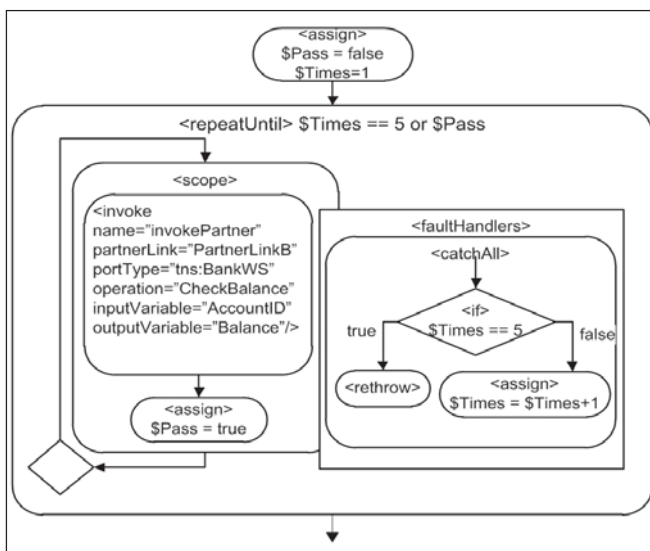 <assign>
$Pass = false
$Times=1
<repeatUntil> $Times == 5 or $Pass
<scope>
<invoke
name="invokePartner"
partnerLink="PartnerLinkB"
portType="tns:BankWS"
operation="CheckBalance"
inputVariable="AccountID"
outputVariable="Balance"/>
<assign>
$Pass = true
<faultHandlers>
<catchAll>
<if>
$Times == 5
true
false
<rethrow>
<assign>
$Times = $Times+1